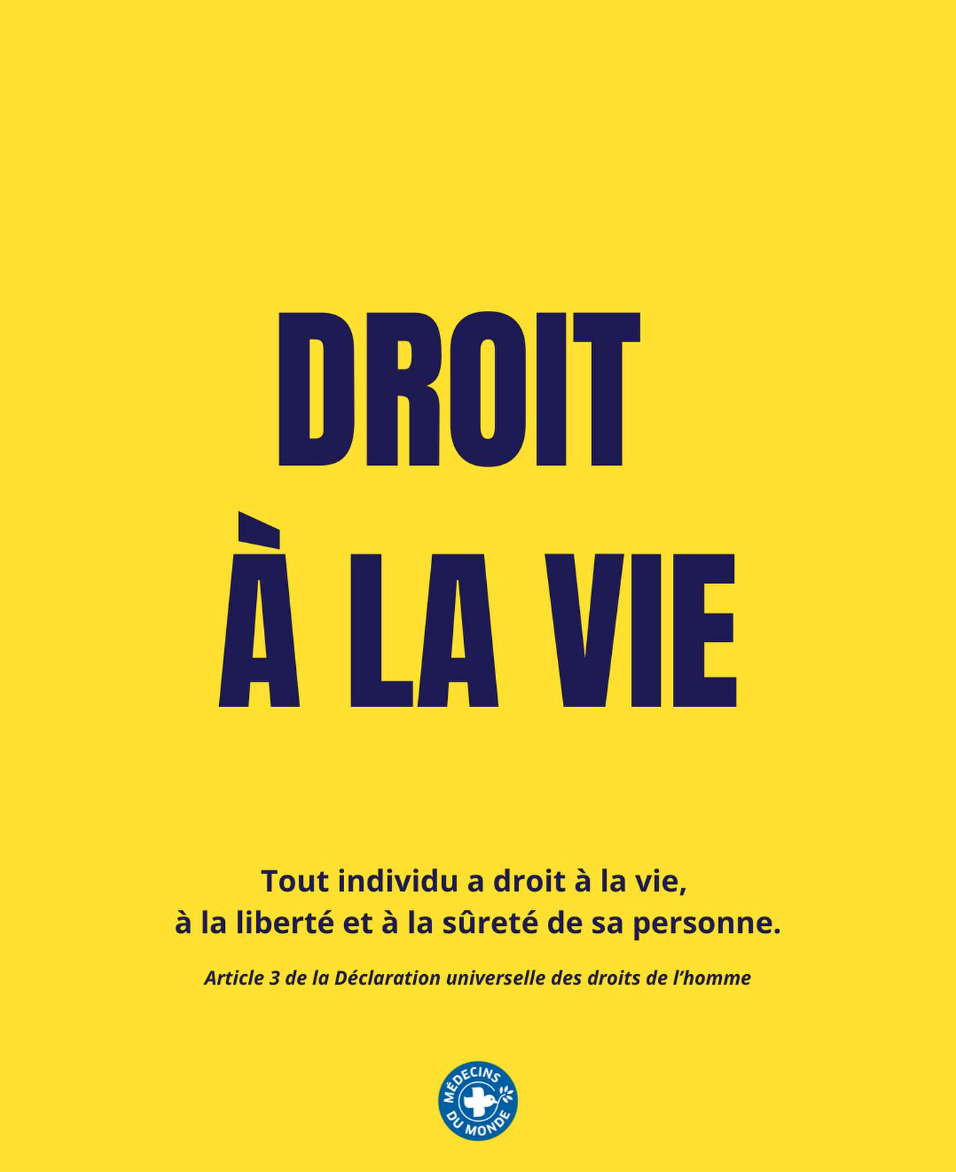 DROIT
À LA VIE
Tout individu a droit à la vie,
à la liberté et à la sûreté de sa personne.
Article 3 de la Déclaration universelle des droits de l’homme
MÉDECINS
DU MONDE